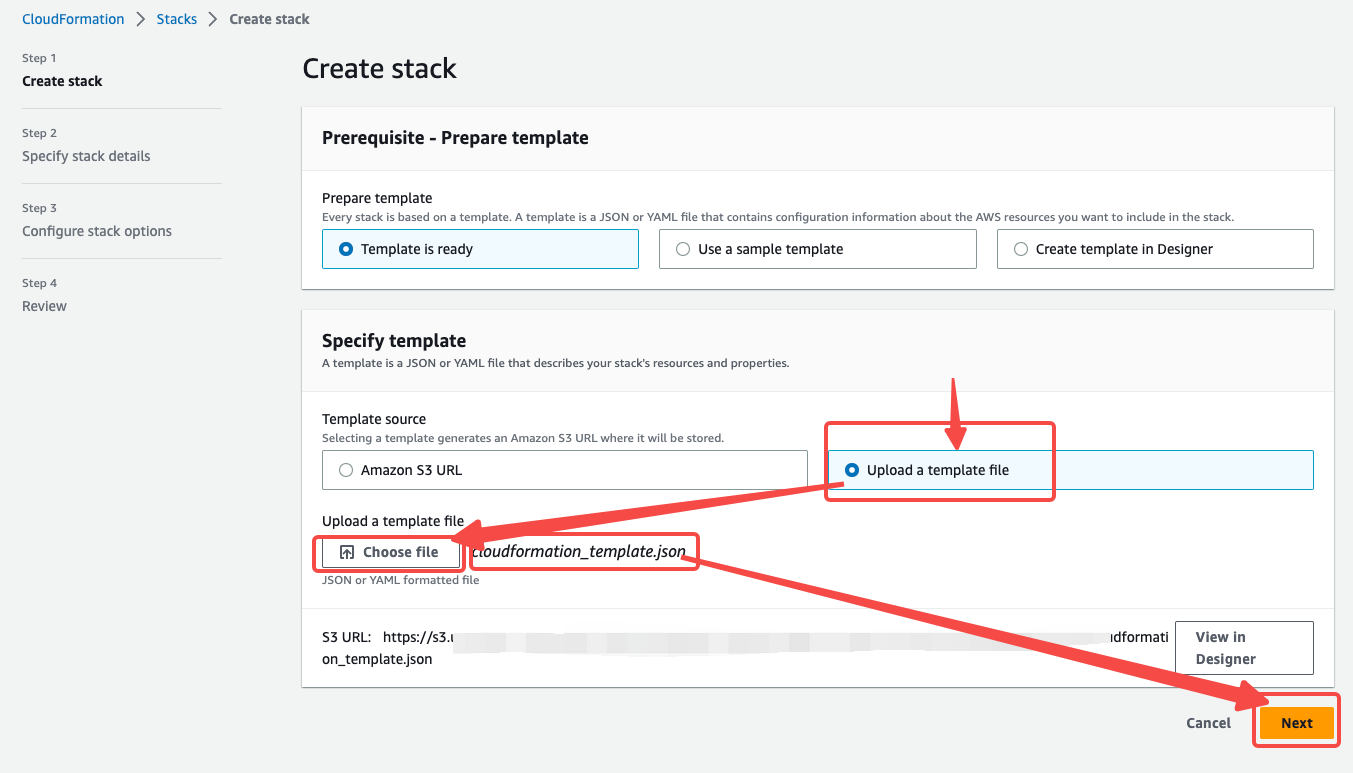 CloudFormation > Stacks > Create stack
Step 1
Create stack
Step 2
Specify stack details
Step 3
Configure stack options
Step 4
Review
Create stack
Prerequisite - Prepare template
Prepare template
Every stack is based on a template. A template is a JSON or YAML file that contains configuration information about the AWS resources you want to include in the stack.
Template is ready
Use a sample template
Create template in Designer
Specify template
A template is a JSON or YAML file that describes your stack's resources and properties.
Template source
Selecting a template generates an Amazon S3 URL where it will be stored.
Amazon S3 URL
Upload a template file
Upload a template file
Choose file
cloudformation_template.json
JSON or YAML formatted file
S3 URL: https://s3. udformati
on_template.json
View in
Designer
Cancel
Next